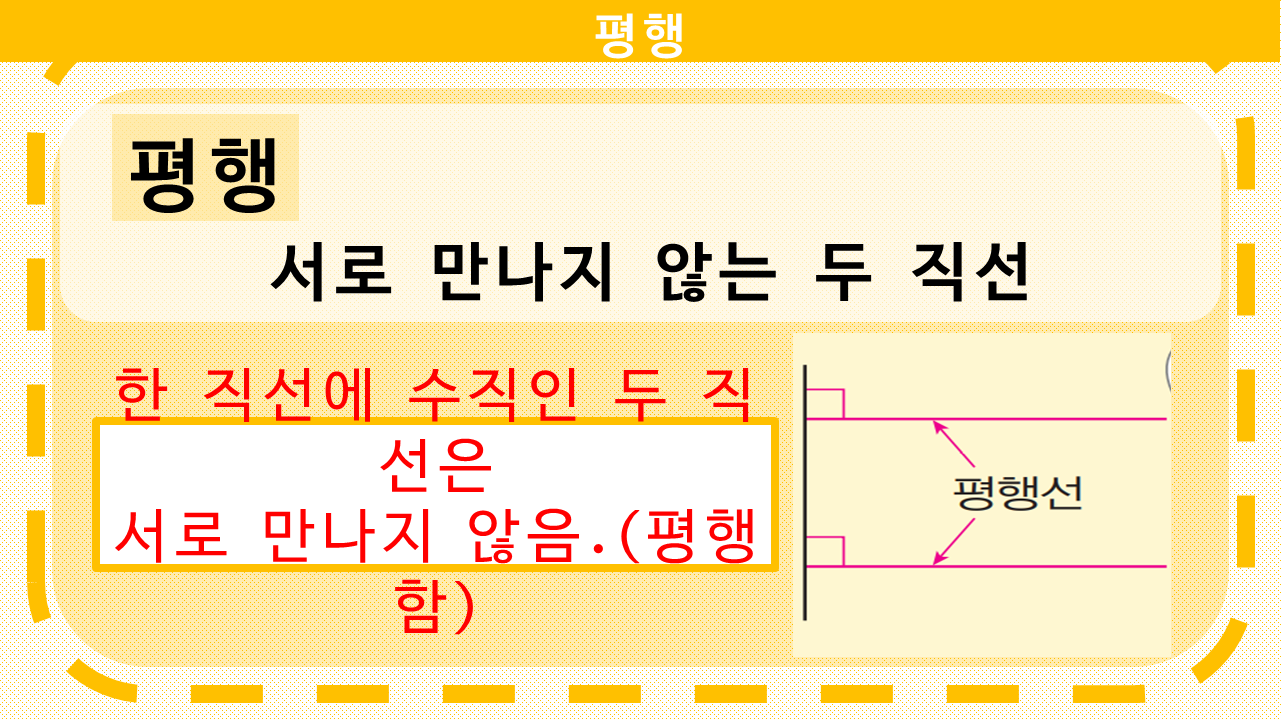 평행
평행
서로 만나지 않는 두 직선
한 직선에 수직인 두 직
선은
서로 만나지 않음.(평행
함)
평행선